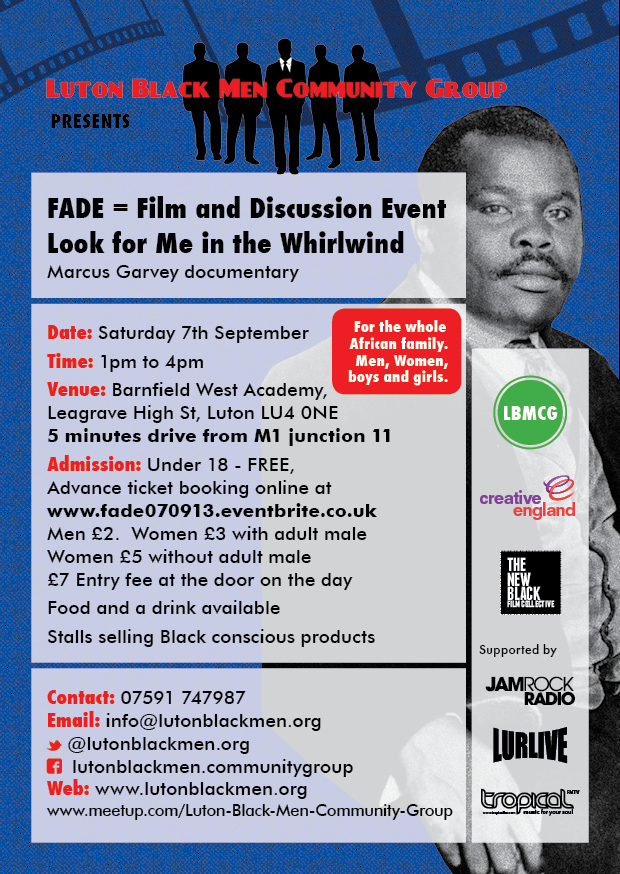 LUTON BLACK MEN COMMUNITY GROUP
PRESENTS
FADE = Film and Discussion Event
Look for Me in the Whirlwind
Marcus Garvey documentary
Date: Saturday 7th September
Time: 1pm to 4pm
Venue: Barnfield West Academy,
Leagrave High St, Luton LU4 0NE
5 minutes drive from M1 junction 11
Admission: Under 18 - FREE,
Advance ticket booking online at
www.fade070913.eventbrite.co.uk
Men £2.  Women £3 with adult male
Women £5 without adult male
£7 Entry fee at the door on the day
Food and a drink available
Stalls selling Black conscious products
For the whole
African family.
Men, Women,
boys and girls.
Contact: 07591 747987
Email: info@lutonblackmen.org
@lutonblackmen.org
lutonblackmen.communitygroup
Web: www.lutonblackmen.org
www.meetup.com/Luton-Black-Men-Community-Group
LBMCG
creative
england
THE
NEW
BLACK
FILM COLLECTIVE
Supported by
JAMROCK
RADIO
LURLIVE
tropical
music for your soul